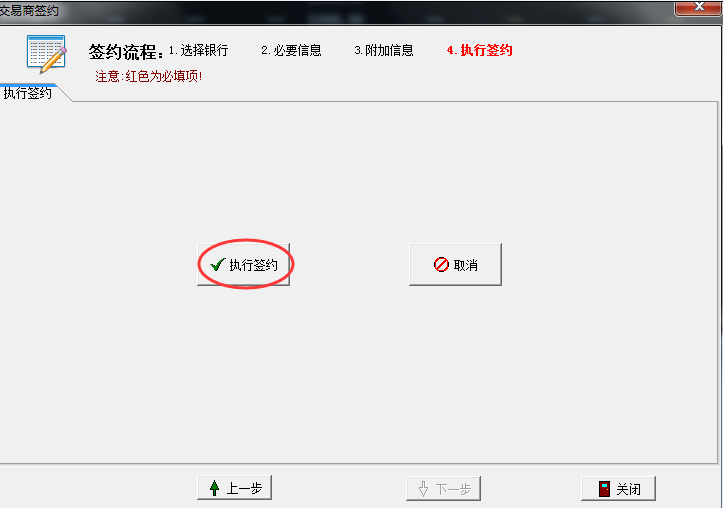 交易商签约
签约流程: 1.选择银行 2.必要信息 3.附加信息 4.执行签约
注意:红色为必填项!
执行签约
执行签约 取消
上一步 下一步 关闭